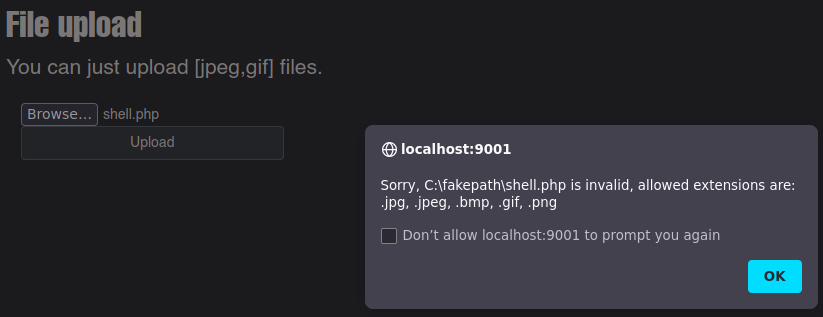 File upload
You can just upload [jpeg,gif] files.
Browse... shell.php
Upload
localhost:9001
Sorry, C:\fakepath\shell.php is invalid, allowed extensions are:
.jpg, .jpeg, .bmp, .gif, .png
Don’t allow localhost:9001 to prompt you again
OK